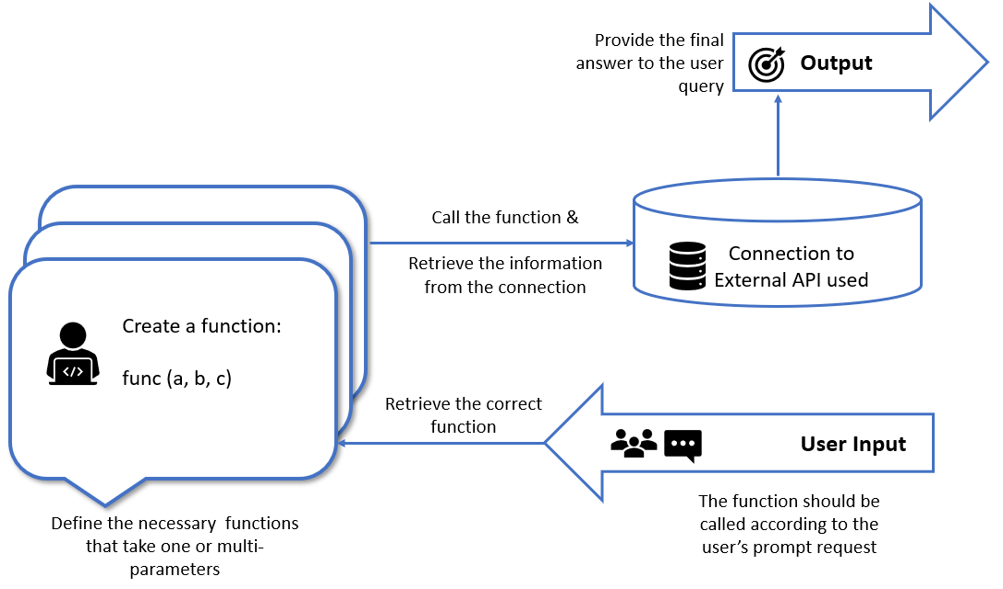 Provide the final
answer to the user
query
Output
Call the function &
Retrieve the information
from the connection
Connection to
External API used
Create a function:
func (a, b, c)
</>
Retrieve the correct
function
User Input
Define the necessary functions
that take one or multi-
parameters
The function should be
called according to the
user’s prompt request